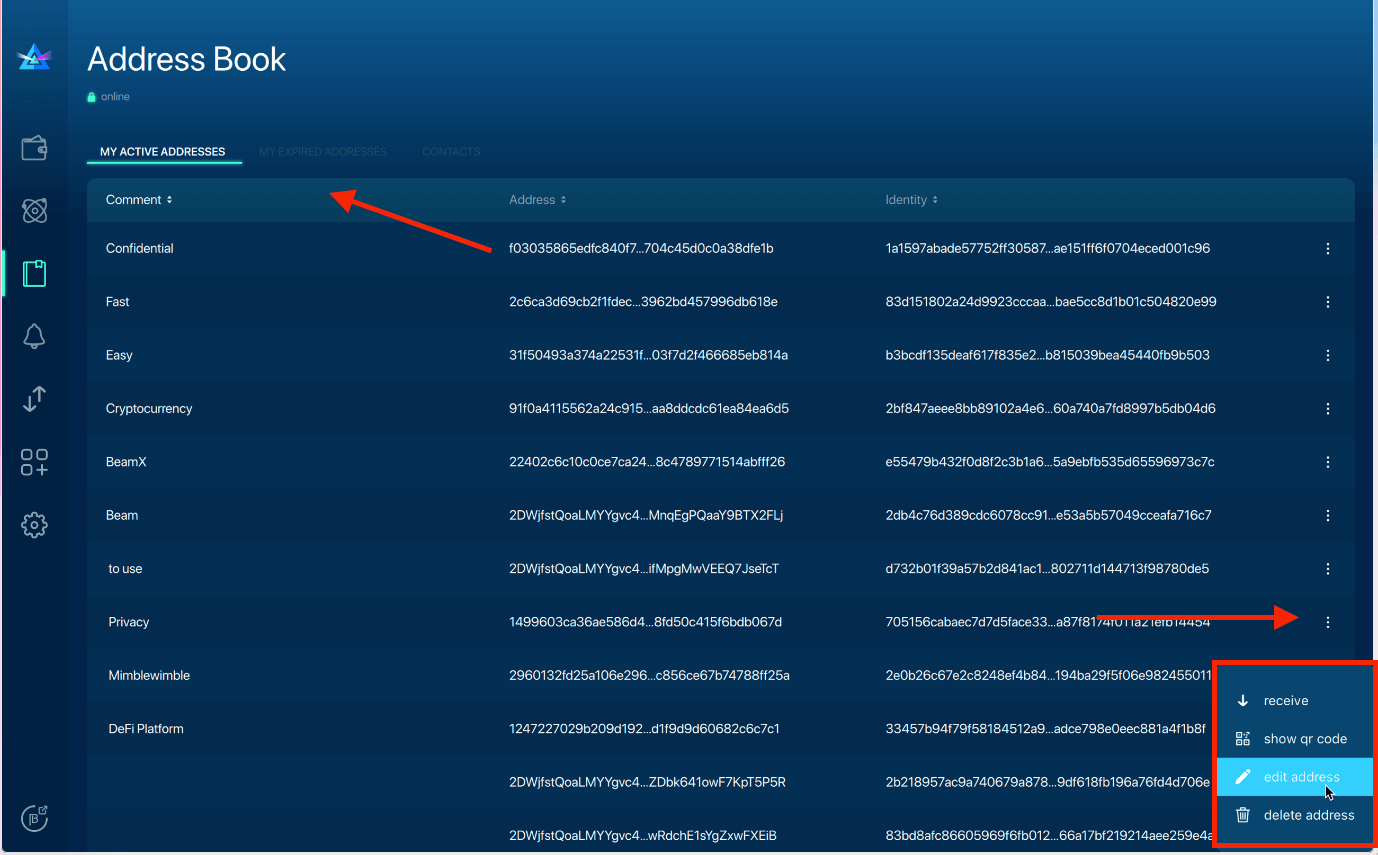 Address Book
online
MY ACTIVE ADDRESSES MY EXPIRED ADDRESSES CONTACTS
Comment Address Identity
Confidential f03035865edfc840f7...704c45d0c0a38dfe1b 1a1597abade57752ff30587...ae151ff6f0704eced001c96
Fast 2c6ca3d69cb2f1fdec...3962bd457996db618e 83d151802a24d9923cccaa...bae5cc8d1b01c504820e99
Easy 31f50493a374a22531f...03f7d2f466685eb814a b3bcdf135deaf617f835e2...b815039bea45440fb9b503
Cryptocurrency 91f0a4115562a24c915...aa8ddcdc61ea84ea6d5 2bf847aeee8bb89102a4e6...60a740a7fd8997b5db04d6
BeamX 22402c6c10c0ce7ca24...8c4789771514abfff26 e55479b432f0d8f2c3b1a6...5a9ebfb535d65596973c7c
Beam 2DWjfstQoaLMYYgvc4...MnqEgPQaaY9BTX2FLj 2db4c76d389cdc6078cc91...e53a5b57049cceafa716c7
to use 2DWjfstQoaLMYYgvc4...ifMpgMwVEEQ7JseTcT d732b01f39a57b2d841ac1...802711d144713f98780de5
Privacy 1499603ca36ae586d4...8fd50c415f6bdb067d 705156cabaec7d7d5face33...a87f8174f011a21efb14454
Mimblewimble 2960132fd25a106e296...c856ce67b74788ff25a 2e0b26c67e2c8248ef4b84...194ba29f5f06e982455011
DeFi Platform 1247227029b209d192...d1f9d9d60682c6c7c1 33457b94f79f58184512a9...adce798e0eec881a4f1b8f
2DWjfstQoaLMYYgvc4...ZDbk641owF7KpT5P5R 2b218957ac9a740679a878...9df618fb196a76fd4d706e
2DWjfstQoaLMYYgvc4...wRdchE1sYgZxwFXEiB 83bd8afc86605969f6fb012...66a17bf219214aee259e4a
receive
show qr code
edit address
delete address